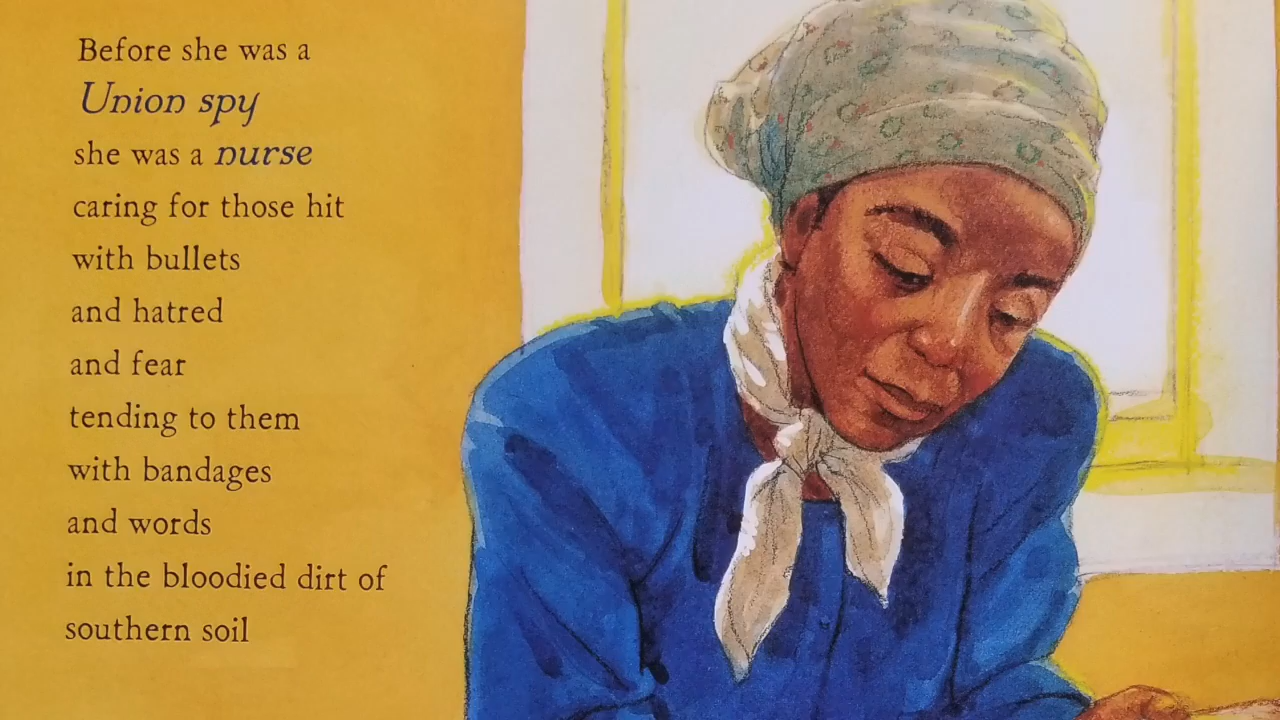 Before she was a
Union spy
she was a nurse
caring for those hit
with bullets
and hatred
and fear
tending to them
with bandages
and words
in the bloodied dirt of
southern soil